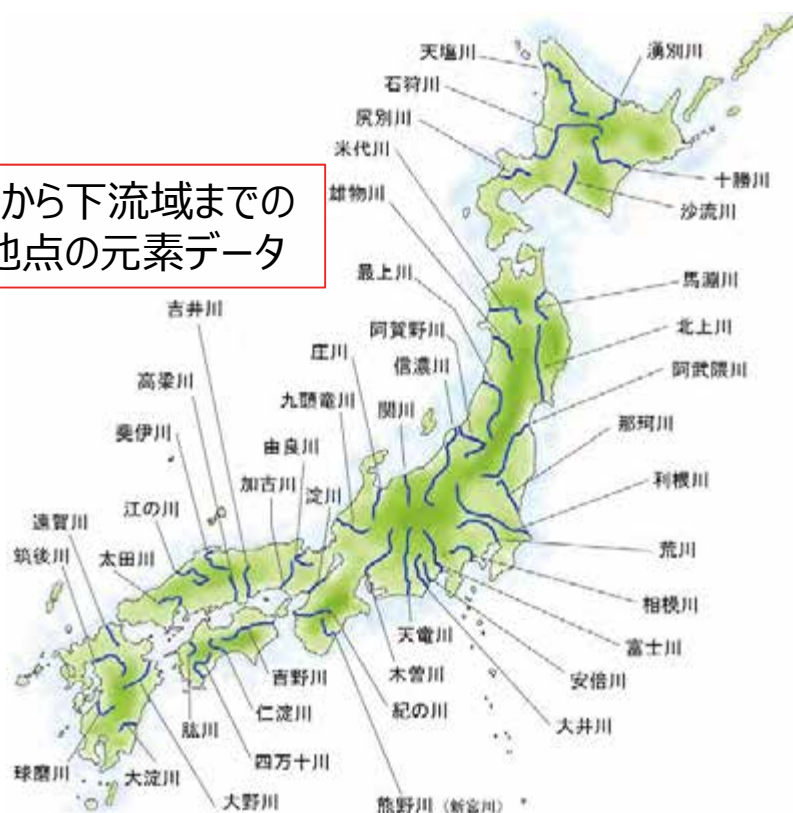 天塩川
湧別川
石狩川
尻別川
米代川
十勝川
から下流域までの
雄物川
沙流川
地点の元素データ
最上川
馬淵川
吉井川
阿賀野川
北上川
庄川
信濃川
阿武隈川
高梁川
九頭竜川
関川
那珂川
斐伊川
由良川
加古川
淀川
利根川
江の川
遠賀川
荒川
筑後川
太田川
相模川
天竜川
富士川
吉野川
木曽川
安倍川
仁淀川
紀の川
肱川
大井川
四万十川
球磨川
大淀川
大野川
熊野川（新宮川）